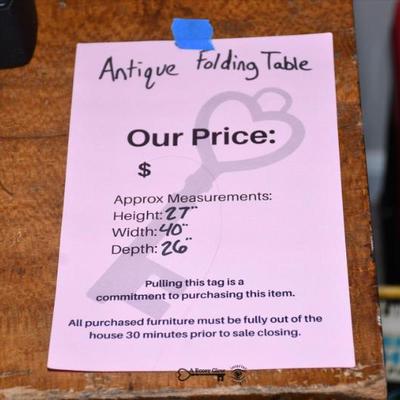 Antique Folding Table
Our Price:
$
Approx Measurements:
Height: 27"
Width: 40"
Depth: 26"
Pulling this tag is a
commitment to purchasing this item.
All purchased furniture must be fully out of the
house 30 minutes prior to sale closing.